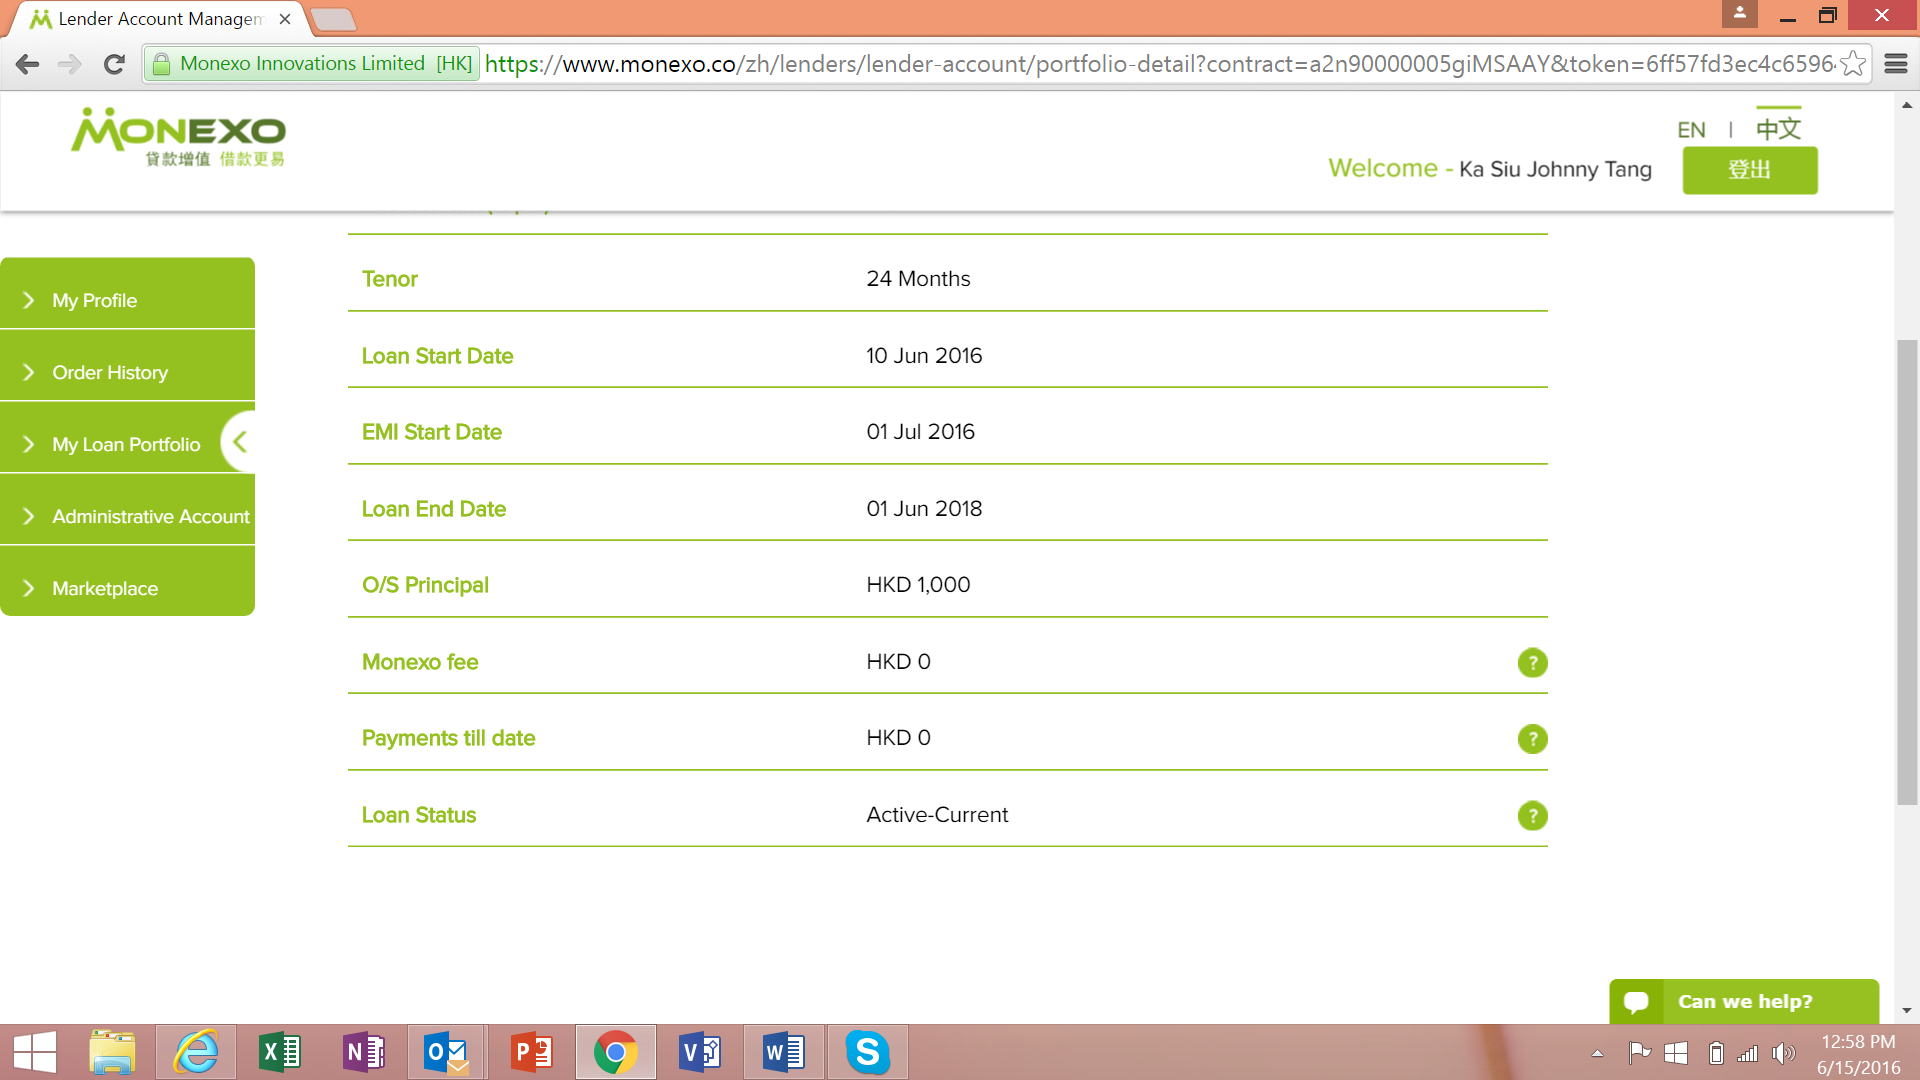 Lender Account Managem
Monexo Innovations Limited [HK] https://www.monexo.co/zh/lenders/lender-account/portfolio-detail?contract=a2n90000005giMSAAY&token=6ff57fd3ec4c6596
MONEXO
貸款增值 借款更易
EN | 中文
Welcome - Ka Siu Johnny Tang
登出
My Profile
Order History
My Loan Portfolio
Administrative Account
Marketplace
Tenor 24 Months
Loan Start Date 10 Jun 2016
EMI Start Date 01 Jul 2016
Loan End Date 01 Jun 2018
O/S Principal HKD 1,000
Monexo fee HKD 0 ?
Payments till date HKD 0 ?
Loan Status Active-Current ?
Can we help?
12:58 PM
6/15/2016